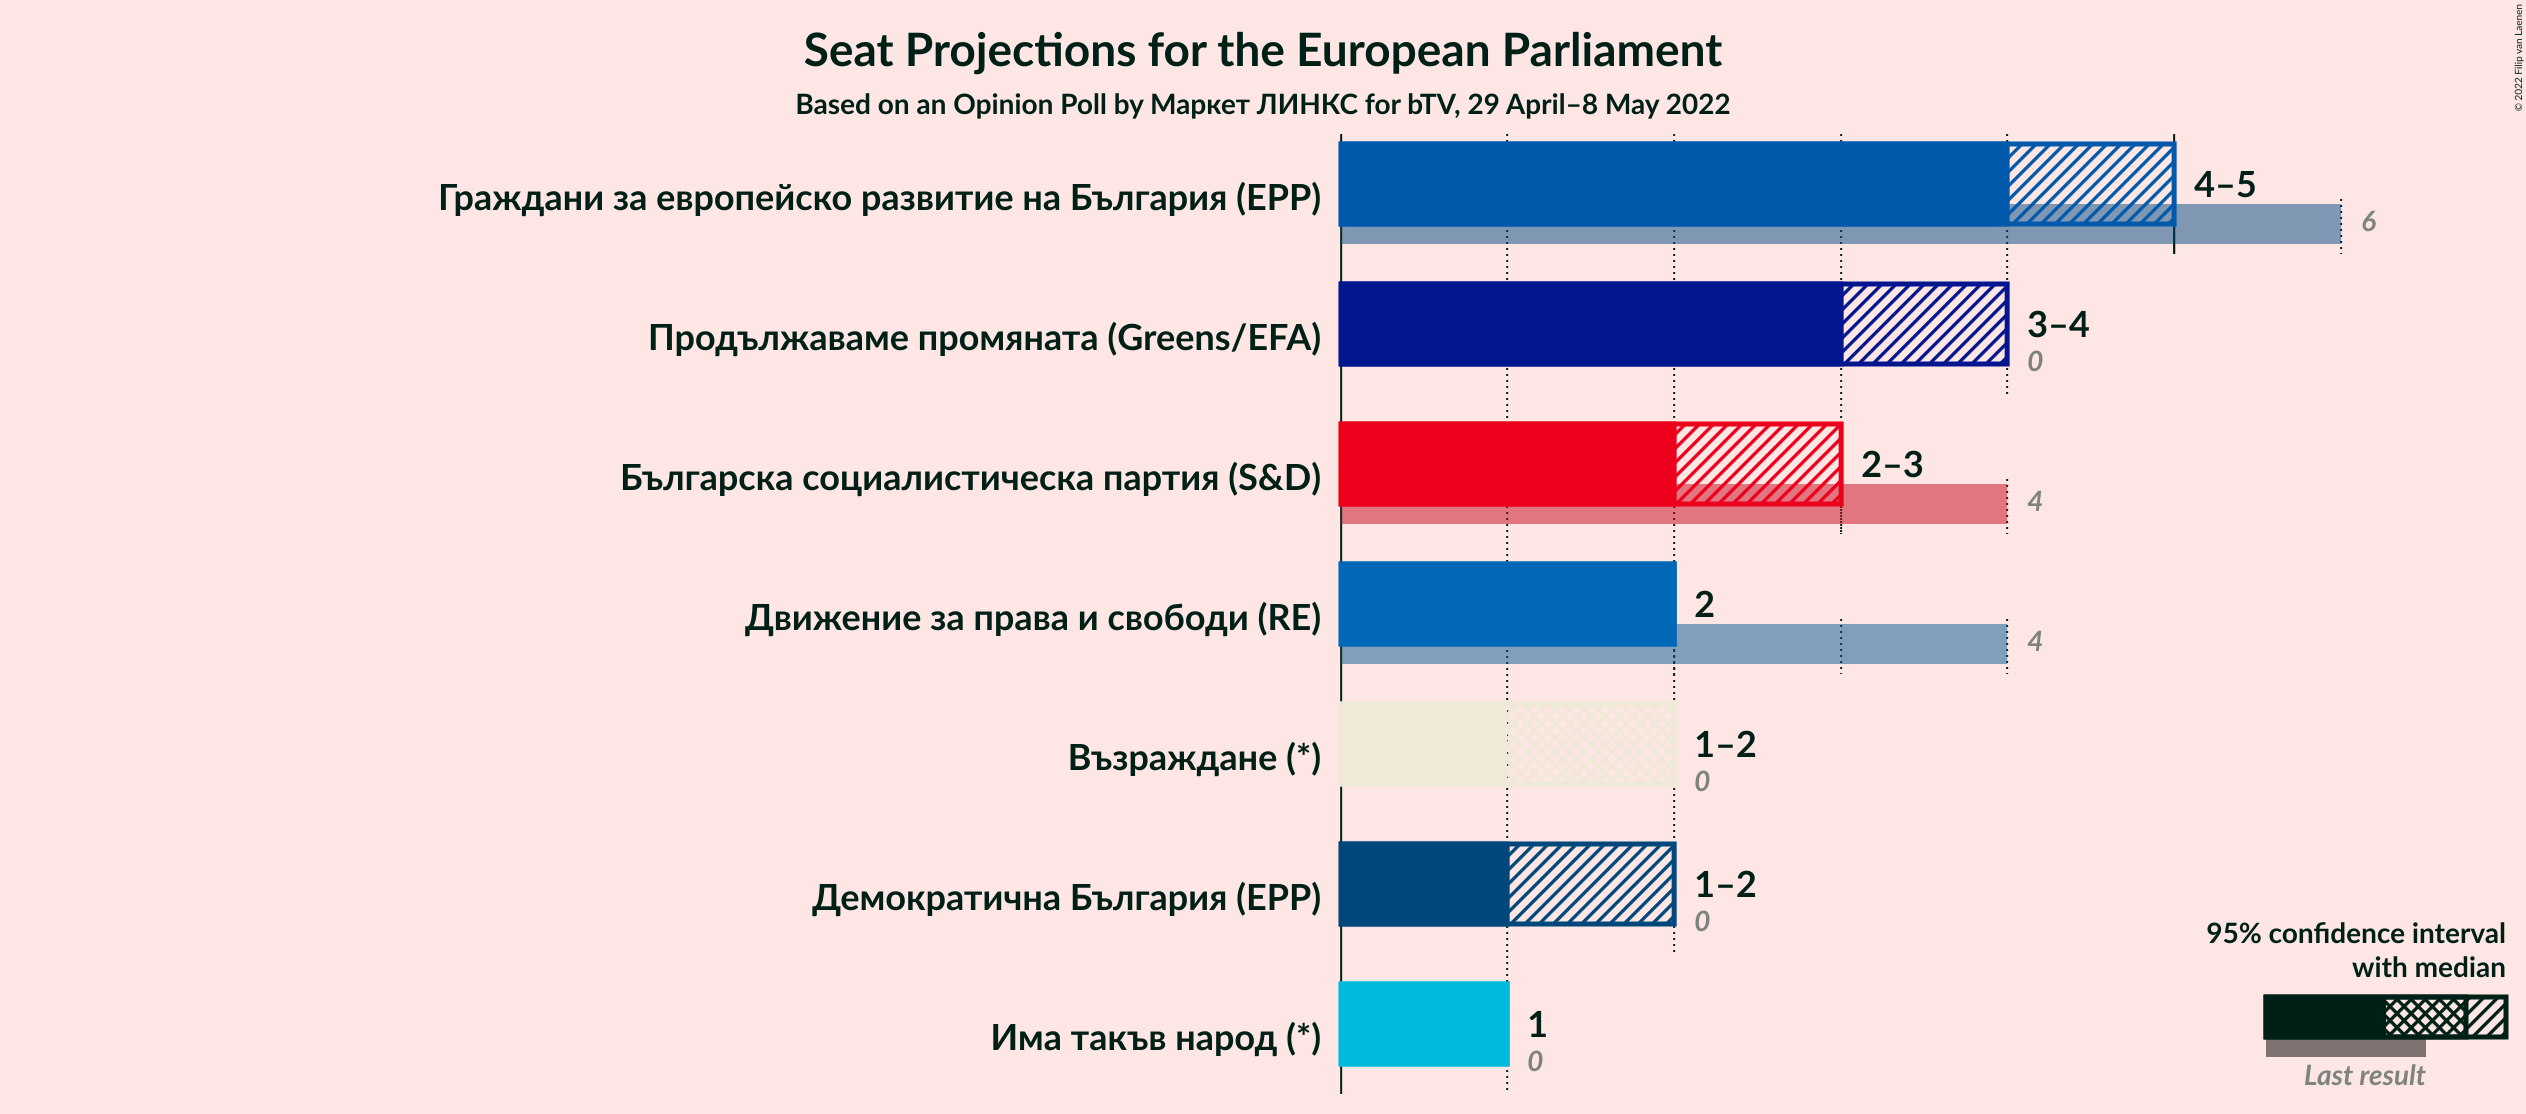 Seat Projections for the European Parliament
Based on an Opinion Poll by Маркет ЛИНКС for bTV, 29 April–8 May 2022
© 2022 Filip van Laenen
Граждани за европейско развитие на България (EPP)
4–5
6
Продължаваме промяната (Greens/EFA)
3–4
0
Българска социалистическа партия (S&D)
2–3
4
Движение за права и свободи (RE)
2
4
Възраждане (*)
1–2
0
Демократична България (EPP)
1–2
0
Има такъв народ (*)
1
0
95% confidence interval
with median
Last result